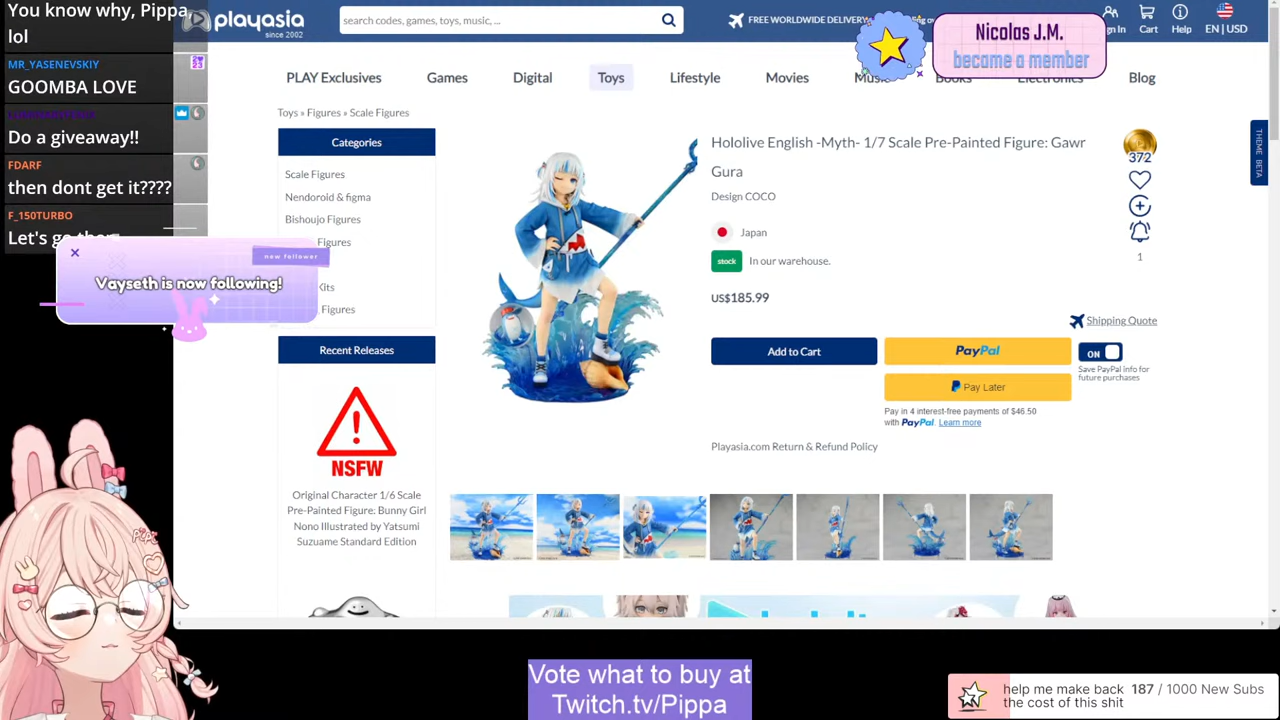 You know why, Pippa
lol
MR_YASENEVSKIY
OOMBA LOVE
Do a giveaway!!
FDARF
then dont get it????
F_150TURBO
Let's go
Vayseth is now following!
new follower
playasia
since 2002
search codes, games, toys, music, ...
FREE WORLDWIDE DELIVERY
Nicolas J.M.
became a member
Cart
Help
EN | USD
PLAY Exclusives
Games
Digital
Toys
Lifestyle
Movies
Music
Books
Electronics
Blog
Toys » Figures » Scale Figures
Categories
Scale Figures
Nendoroid & figma
Bishoujo Figures
Figures
Kits
Figures
Recent Releases
NSFW
Original Character 1/6 Scale
Pre-Painted Figure: Bunny Girl
Nono Illustrated by Yatsumi
Suzuame Standard Edition
Hololive English -Myth- 1/7 Scale Pre-Painted Figure: Gawr
Gura
Design COCO
Japan
stock In our warehouse.
US$185.99
Shipping Quote
Add to Cart
PayPal
Pay Later
ON
Save PayPal info for
future purchases
Pay in 4 interest-free payments of $46.50
with PayPal. Learn more
Playasia.com Return & Refund Policy
372
1
THEME BETA
Vote what to buy at
Twitch.tv/Pippa
help me make back
the cost of this shit
187 / 1000 New Subs